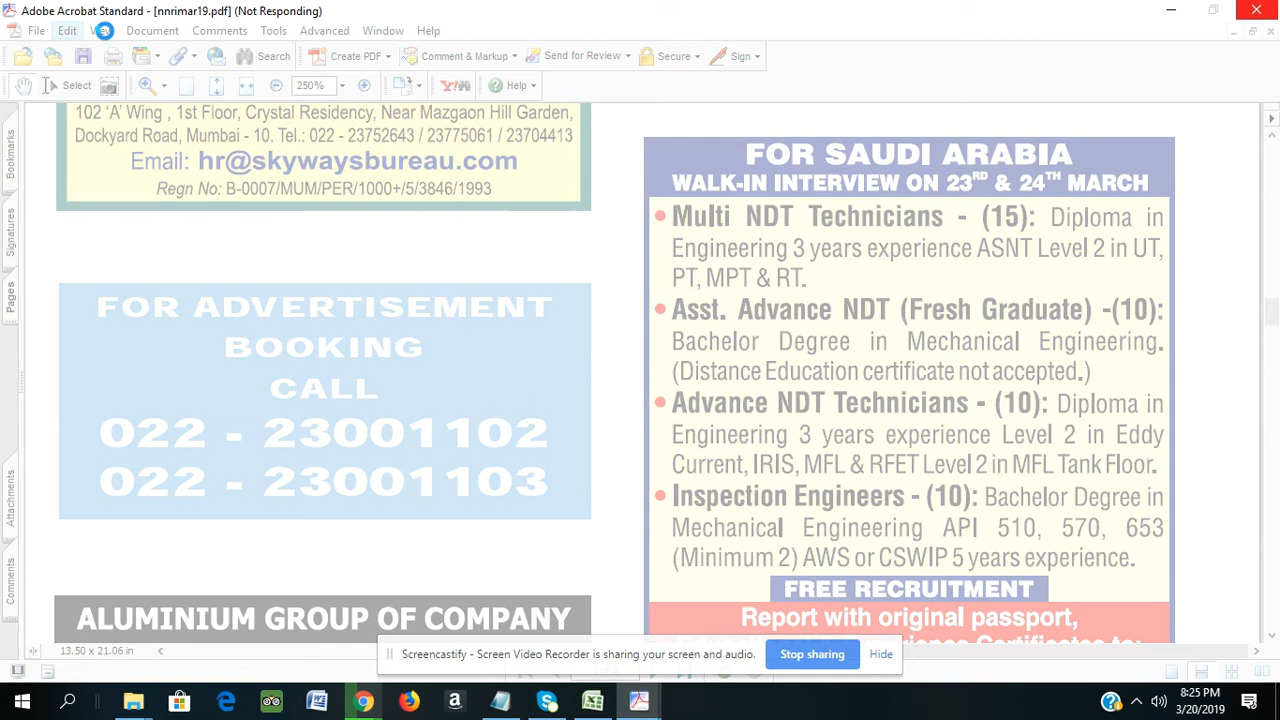 Adobe Acrobat Standard - [nnrimar19.pdf] (Not Responding)
File Edit Document Comments Tools Advanced Window Help
Search Create PDF Comment & Markup Send for Review Secure Sign
Select 250% Y! Help
Bookmarks
Signatures
Pages
Attachments
Comments
102 'A' Wing , 1st Floor, Crystal Residency, Near Mazgaon Hill Garden,
Dockyard Road, Mumbai - 10. Tel.: 022 - 23752643 / 23775061 / 23704413
Email: hr@skywaysbureau.com
Regn No: B-0007/MUM/PER/1000+/5/3846/1993
FOR ADVERTISEMENT
BOOKING
CALL
022 - 23001102
022 - 23001103
ALUMINIUM GROUP OF COMPANY
FOR SAUDI ARABIA
WALK-IN INTERVIEW ON 23RD & 24TH MARCH
• Multi NDT Technicians - (15): Diploma in
Engineering 3 years experience ASNT Level 2 in UT,
PT, MPT & RT.
• Asst. Advance NDT (Fresh Graduate) -(10):
Bachelor Degree in Mechanical Engineering.
(Distance Education certificate not accepted.)
• Advance NDT Technicians - (10): Diploma in
Engineering 3 years experience Level 2 in Eddy
Current, IRIS, MFL & RFET Level 2 in MFL Tank Floor.
• Inspection Engineers - (10): Bachelor Degree in
Mechanical Engineering API 510, 570, 653
(Minimum 2) AWS or CSWIP 5 years experience.
FREE RECRUITMENT
Report with original passport,
Certificates to:
13.50 x 21.06 in
Screencastify - Screen Video Recorder is sharing your screen and audio. Stop sharing Hide
8:25 PM
3/20/2019